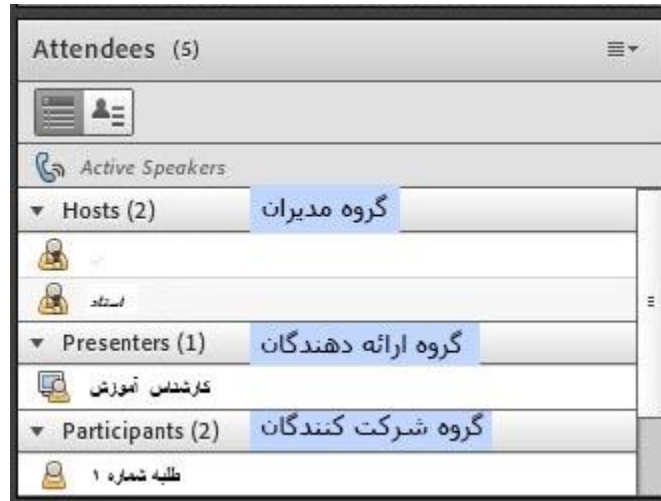 Attendees (5)
Active Speakers
Hosts (2) گروه مدیران
استاد
Presenters (1) گروه ارائه دهندگان
کارشناس آموزش
Participants (2) گروه شرکت کنندگان
طلبه شماره ۱